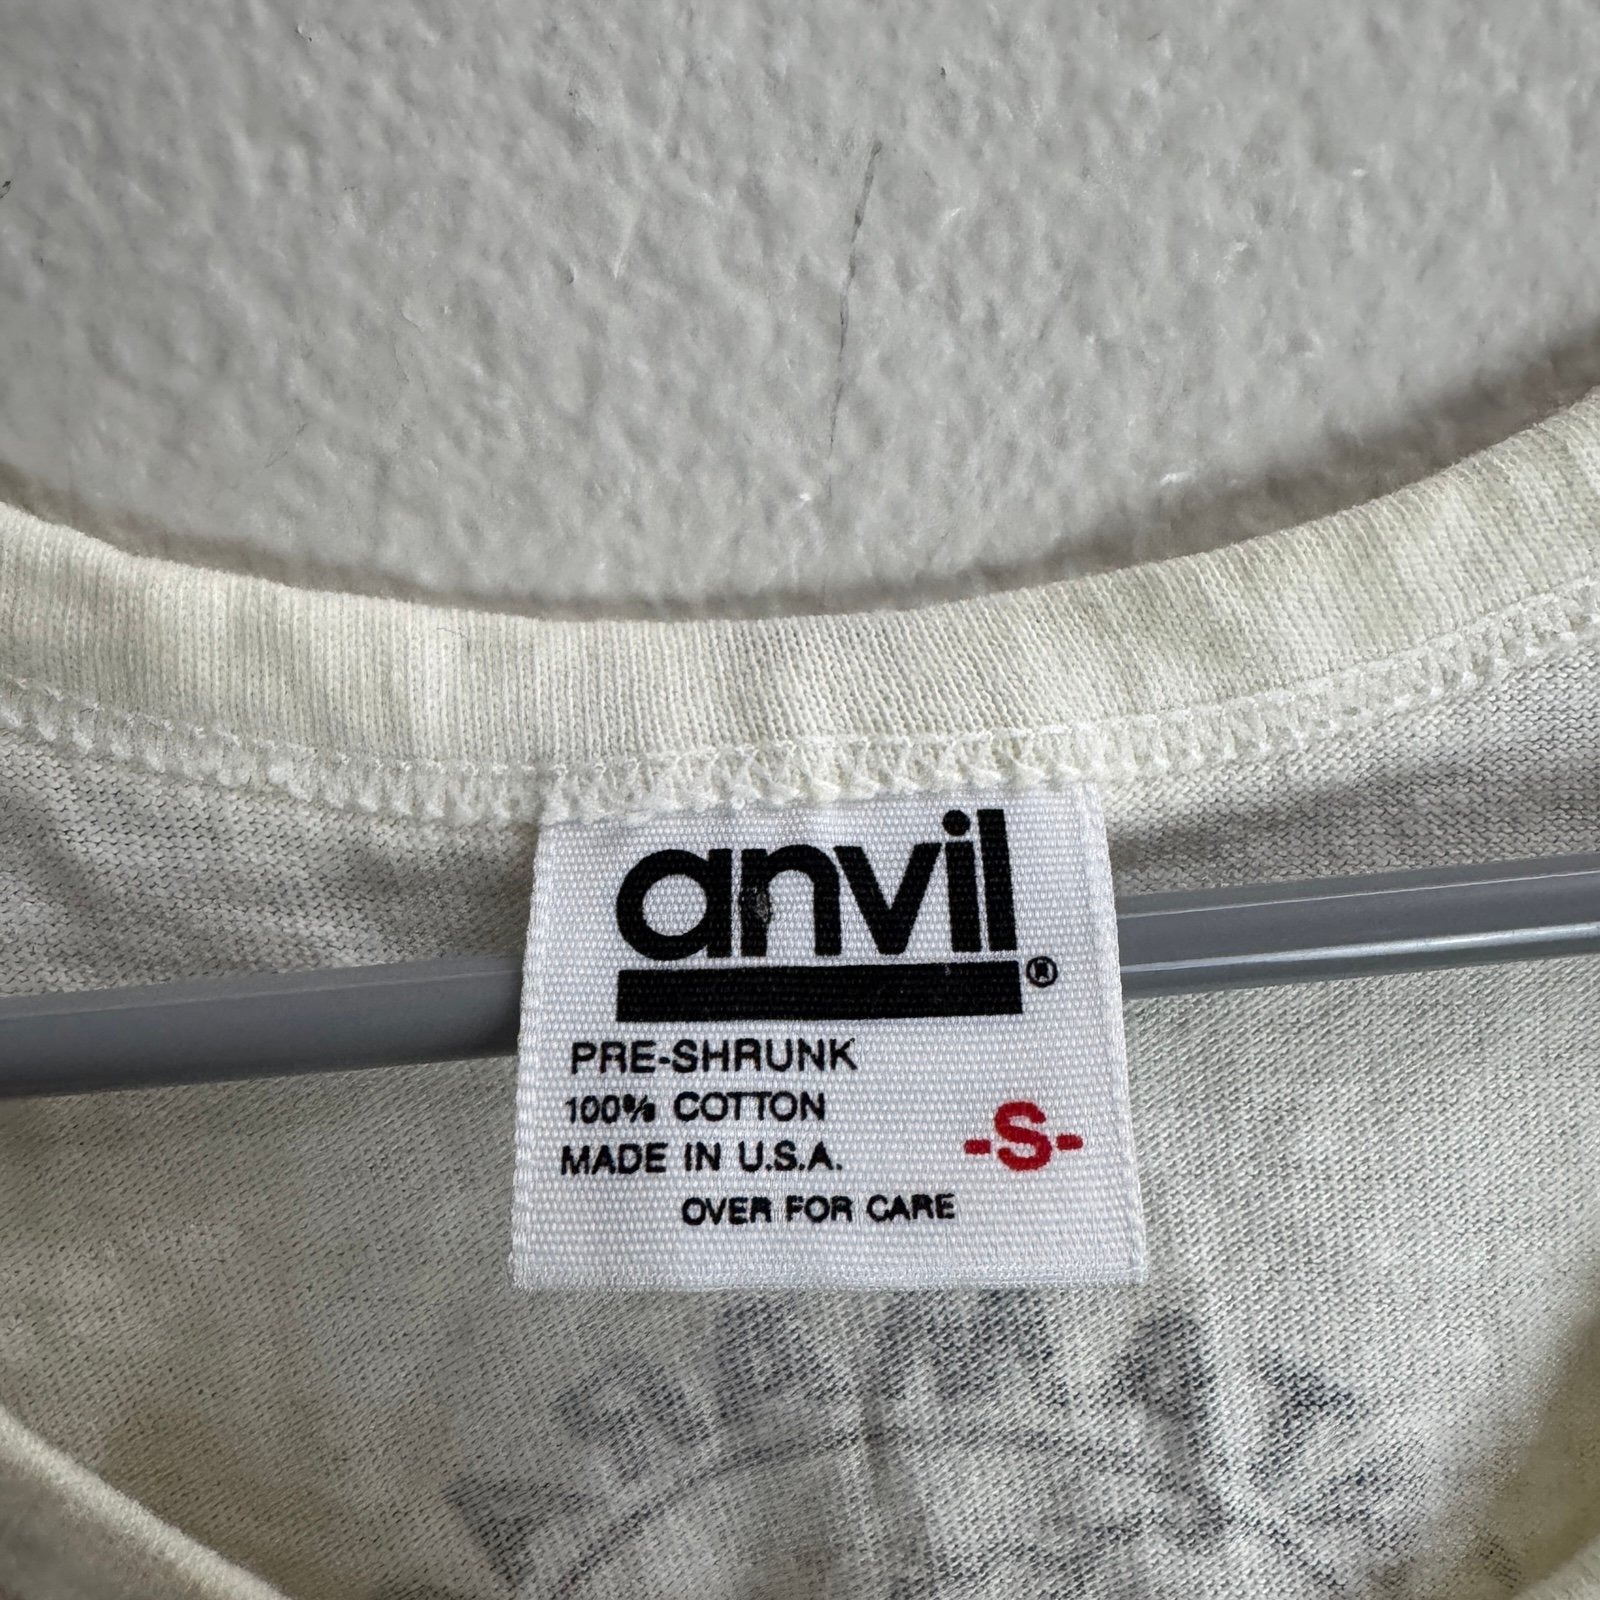 anvil®
PRE-SHRUNK
100% COTTON
MADE IN U.S.A.
-S-
OVER FOR CARE